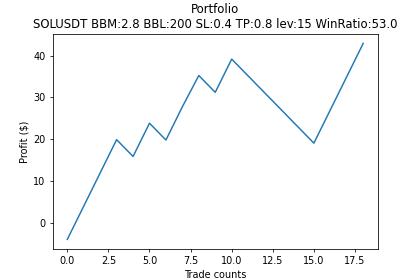 Portfolio
SOLUSDT BBM:2.8 BBL:200 SL:0.4 TP:0.8 lev:15 WinRatio:53.0
40
30
20
10
0
Profit ($)
0.0 2.5 5.0 7.5 10.0 12.5 15.0 17.5
Trade counts